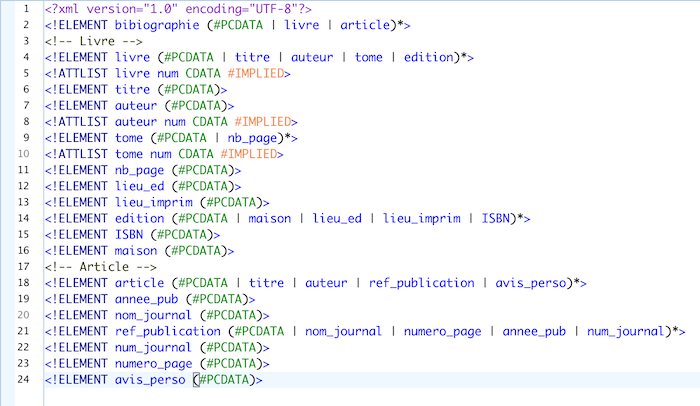 1 <?xml version="1.0" encoding="UTF-8"?>
2 <!ELEMENT bibiographie (#PCDATA | livre | article)*>
3 <!-- Livre -->
4 <!ELEMENT livre (#PCDATA | titre | auteur | tome | edition)*>
5 <!ATTLIST livre num CDATA #IMPLIED>
6 <!ELEMENT titre (#PCDATA)>
7 <!ELEMENT auteur (#PCDATA)>
8 <!ATTLIST auteur num CDATA #IMPLIED>
9 <!ELEMENT tome (#PCDATA | nb_page)*>
10 <!ATTLIST tome num CDATA #IMPLIED>
11 <!ELEMENT nb_page (#PCDATA)>
12 <!ELEMENT lieu_ed (#PCDATA)>
13 <!ELEMENT lieu_imprim (#PCDATA)>
14 <!ELEMENT edition (#PCDATA | maison | lieu_ed | lieu_imprim | ISBN)*>
15 <!ELEMENT ISBN (#PCDATA)>
16 <!ELEMENT maison (#PCDATA)>
17 <!-- Article -->
18 <!ELEMENT article (#PCDATA | titre | auteur | ref_publication | avis_perso)*>
19 <!ELEMENT annee_pub (#PCDATA)>
20 <!ELEMENT nom_journal (#PCDATA)>
21 <!ELEMENT ref_publication (#PCDATA | nom_journal | numero_page | annee_pub | num_journal)*>
22 <!ELEMENT num_journal (#PCDATA)>
23 <!ELEMENT numero_page (#PCDATA)>
24 <!ELEMENT avis_perso (#PCDATA)>